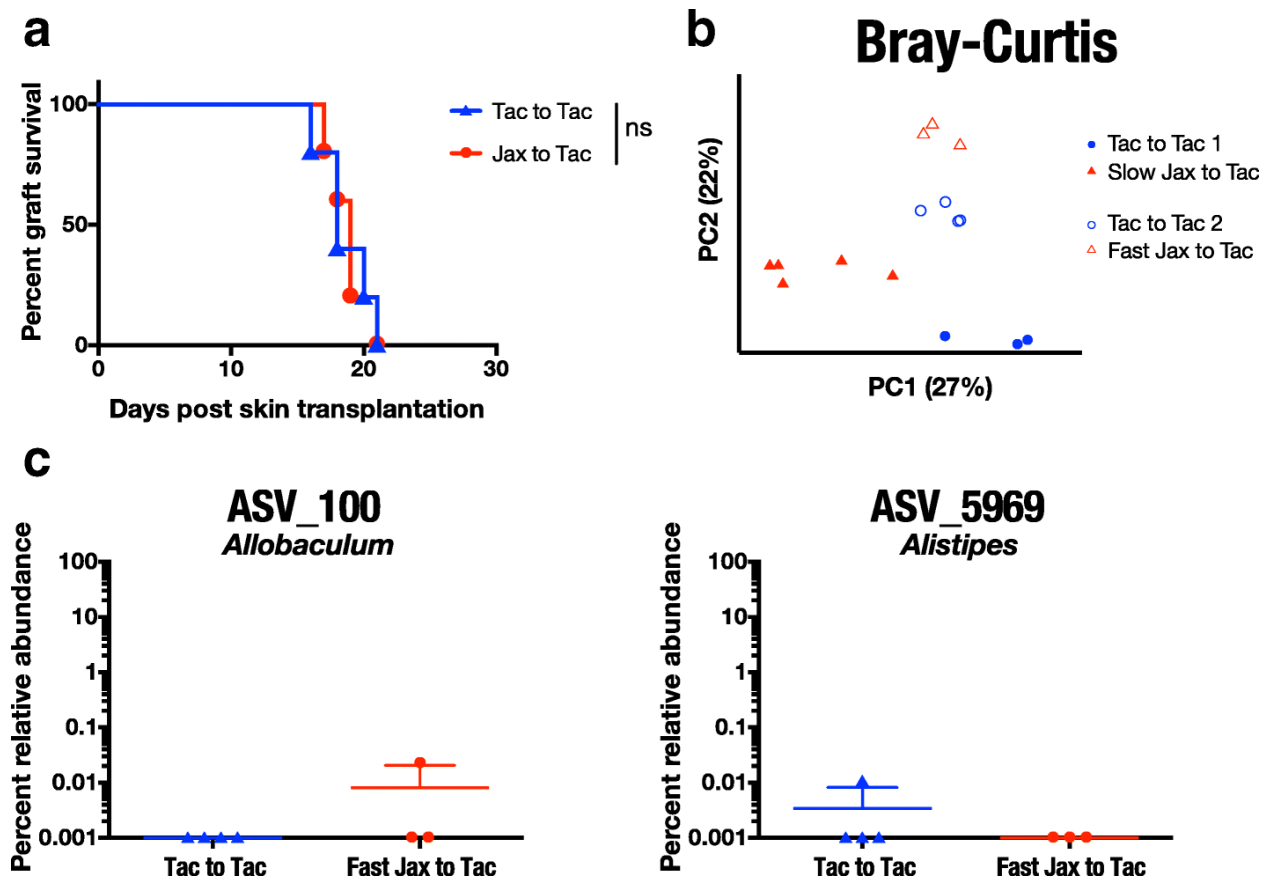 a
Percent graft survival
100
50
0
0 10 20 30
Days post skin transplantation
Tac to Tac
Jax to Tac
ns
b
Bray-Curtis
PC2 (22%)
PC1 (27%)
Tac to Tac 1
Slow Jax to Tac
Tac to Tac 2
Fast Jax to Tac
c
ASV_100
Allobaculum
Percent relative abundance
100
10
1
0.1
0.01
0.001
Tac to Tac Fast Jax to Tac
ASV_5969
Alistipes
Percent relative abundance
100
10
1
0.1
0.01
0.001
Tac to Tac Fast Jax to Tac